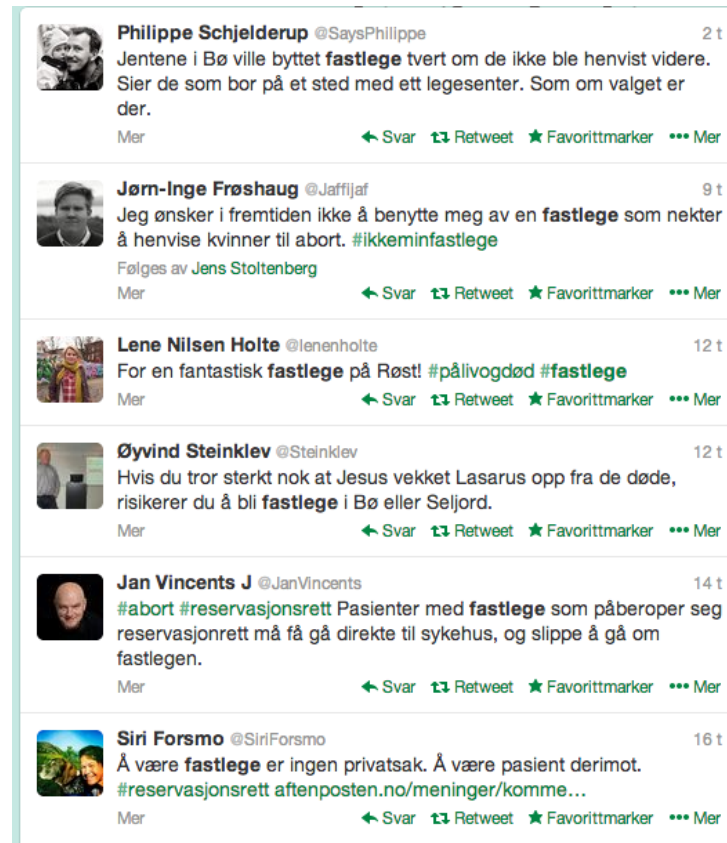 Philippe Schjelderup @SaysPhilippe 2 t
Jentene i Bø ville byttet fastlege tvert om de ikke ble henvist videre.
Sier de som bor på et sted med ett legesenter. Som om valget er
der.
Mer Svar Retweet Favorittmarker Mer
Jørn-Inge Frøshaug @Jaffijaf 9 t
Jeg ønsker i fremtiden ikke å benytte meg av en fastlege som nekter
å henvise kvinner til abort. #ikkeminfastlege
Følges av Jens Stoltenberg
Mer Svar Retweet Favorittmarker Mer
Lene Nilsen Holte @lenenholte 12 t
For en fantastisk fastlege på Røst! #pålivogdød #fastlege
Mer Svar Retweet Favorittmarker Mer
Øyvind Steinklev @Steinklev 12 t
Hvis du tror sterkt nok at Jesus vekket Lasarus opp fra de døde,
risikerer du å bli fastlege i Bø eller Seljord.
Mer Svar Retweet Favorittmarker Mer
Jan Vincents J @JanVincents 14 t
#abort #reservasjonsrett Pasienter med fastlege som påberoper seg
reservasjonrett må få gå direkte til sykehus, og slippe å gå om
fastlegen.
Mer Svar Retweet Favorittmarker Mer
Siri Forsmo @SiriForsmo 16 t
Å være fastlege er ingen privatsak. Å være pasient derimot.
#reservasjonsrett aftenposten.no/meninger/komme…
Mer Svar Retweet Favorittmarker Mer